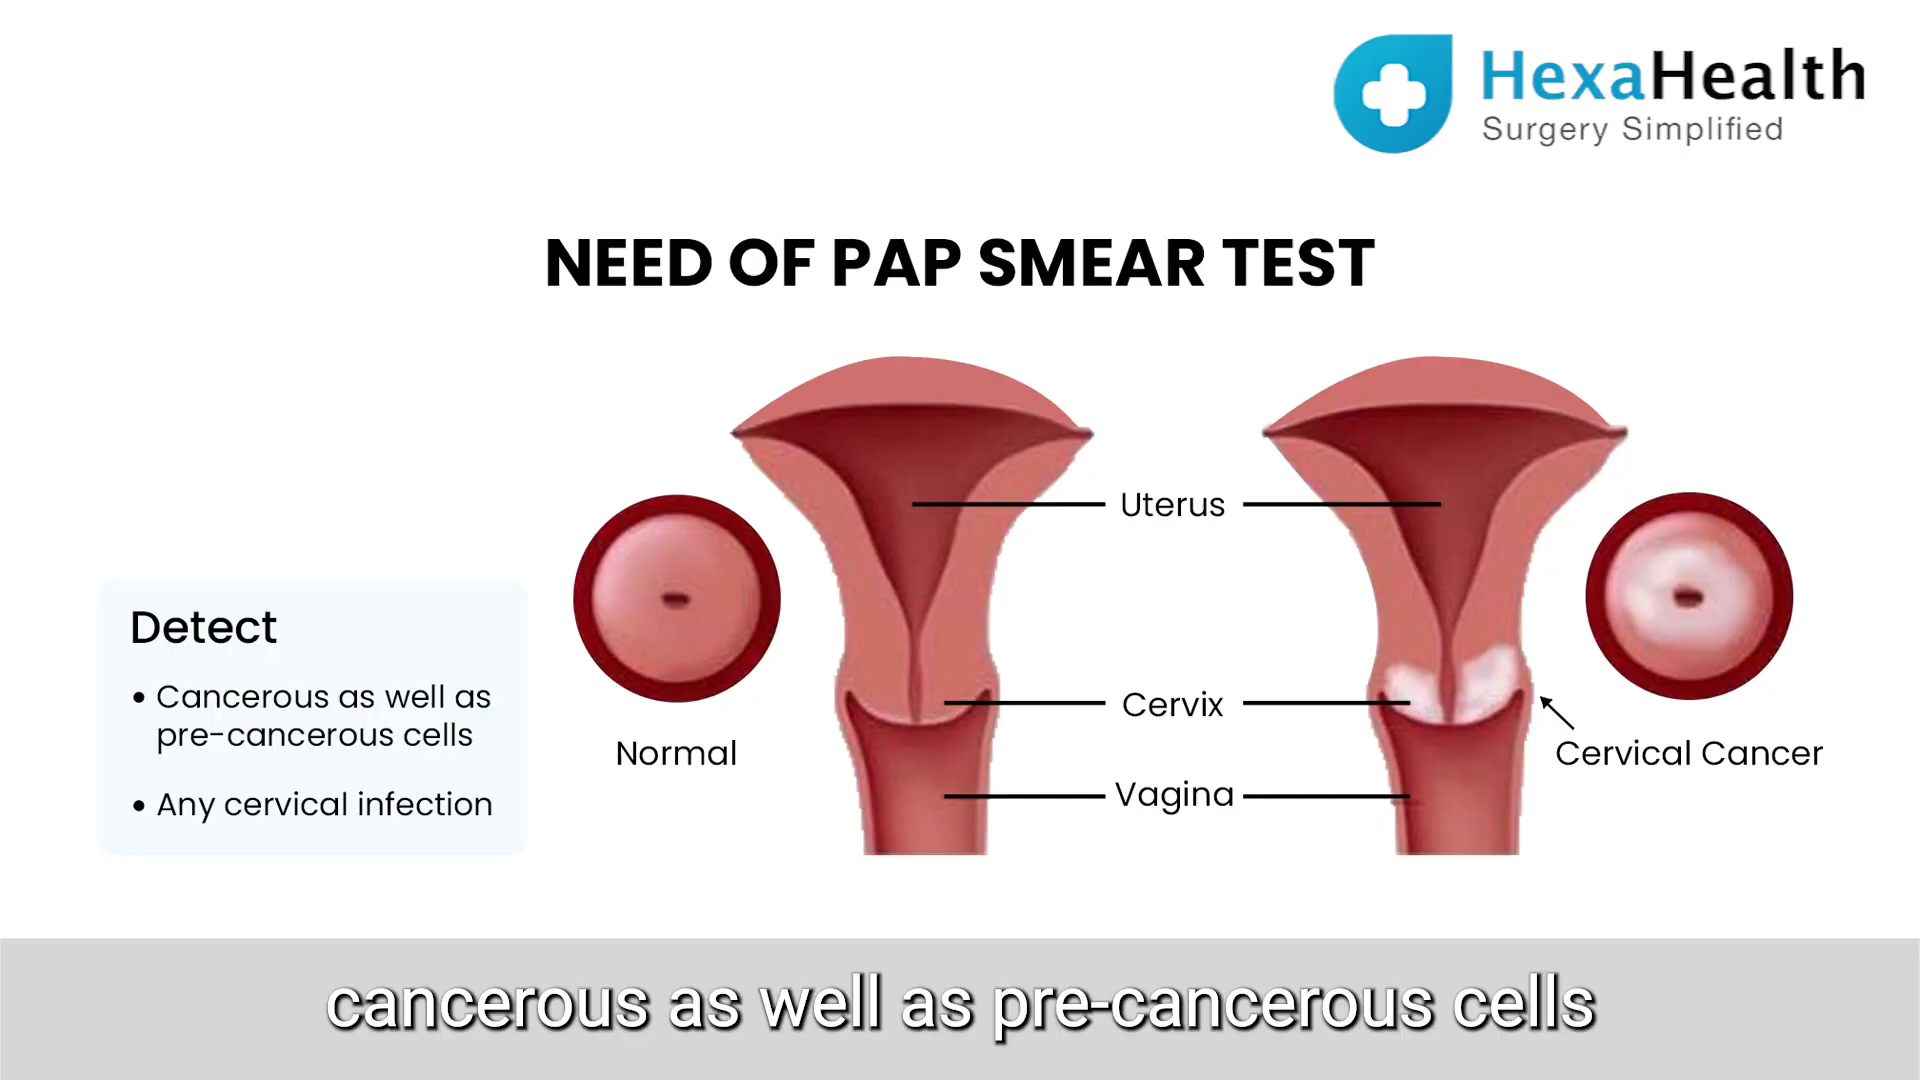 HexaHealth
Surgery Simplified
NEED OF PAP SMEAR TEST
Detect
• Cancerous as well as
pre-cancerous cells
• Any cervical infection
Normal
Uterus
Cervix
Vagina
Cervical Cancer
cancerous as well as pre-cancerous cells